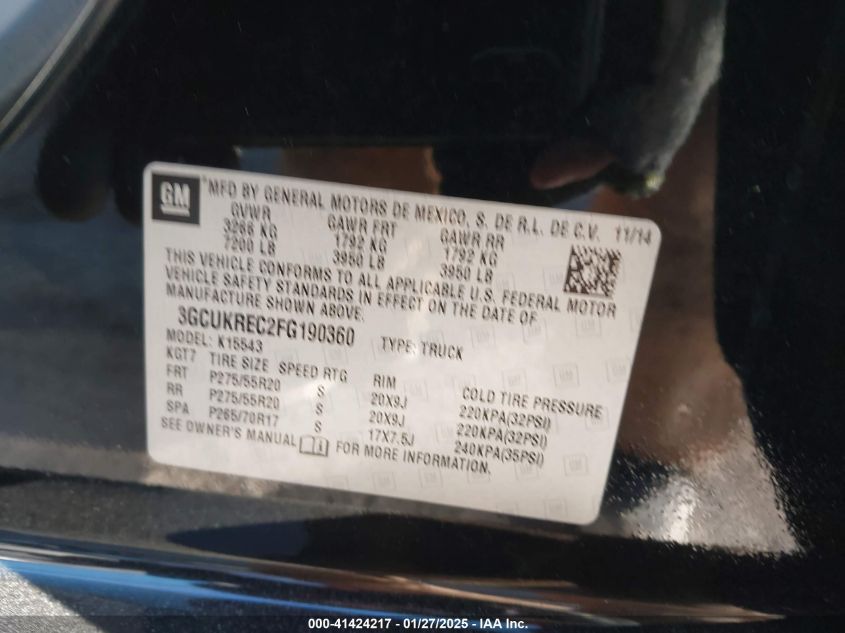 GM
*MFD BY GENERAL MOTORS DE MEXICO, S. DE R.L. DE C.V. 11/14
GVWR GAWR FRT GAWR RR
3266 KG 1792 KG 1792 KG
7200 LB 3950 LB 3950 LB
THIS VEHICLE CONFORMS TO ALL APPLICABLE U.S. FEDERAL MOTOR
VEHICLE SAFETY STANDARDS IN EFFECT ON THE DATE OF
MANUFACTURE SHOWN ABOVE.
3GCUKREC2FG190360 TYPE: TRUCK
MODEL: K15543
KGT7 TIRE SIZE SPEED RTG RIM COLD TIRE PRESSURE
FRT P275/55R20 S 20X9J 220KPA(32PSI)
RR P275/55R20 S 20X9J 220KPA(32PSI)
SPA P265/70R17 S 17X7.5J 240KPA(35PSI)
SEE OWNER'S MANUAL FOR MORE INFORMATION.
000-41424217 - 01/27/2025 - IAA Inc.